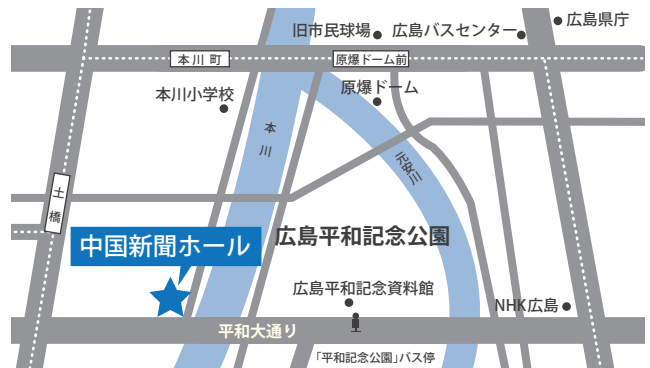 旧市民球場
広島バスセンター
広島県庁
本川町
原爆ドーム前
本川小学校
原爆ドーム
本川
元安川
土橋
中国新聞ホール
広島平和記念公園
広島平和記念資料館
NHK広島
平和大通り
「平和記念公園」バス停